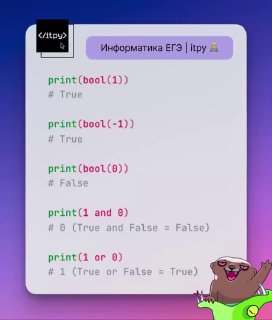 </itpy>
Информатика ЕГЭ | itpy
print(bool(1))
# True
print(bool(-1))
# True
print(bool(0))
# False
print(1 and 0)
# 0 (True and False = False)
print(1 or 0)
# 1 (True or False = True)